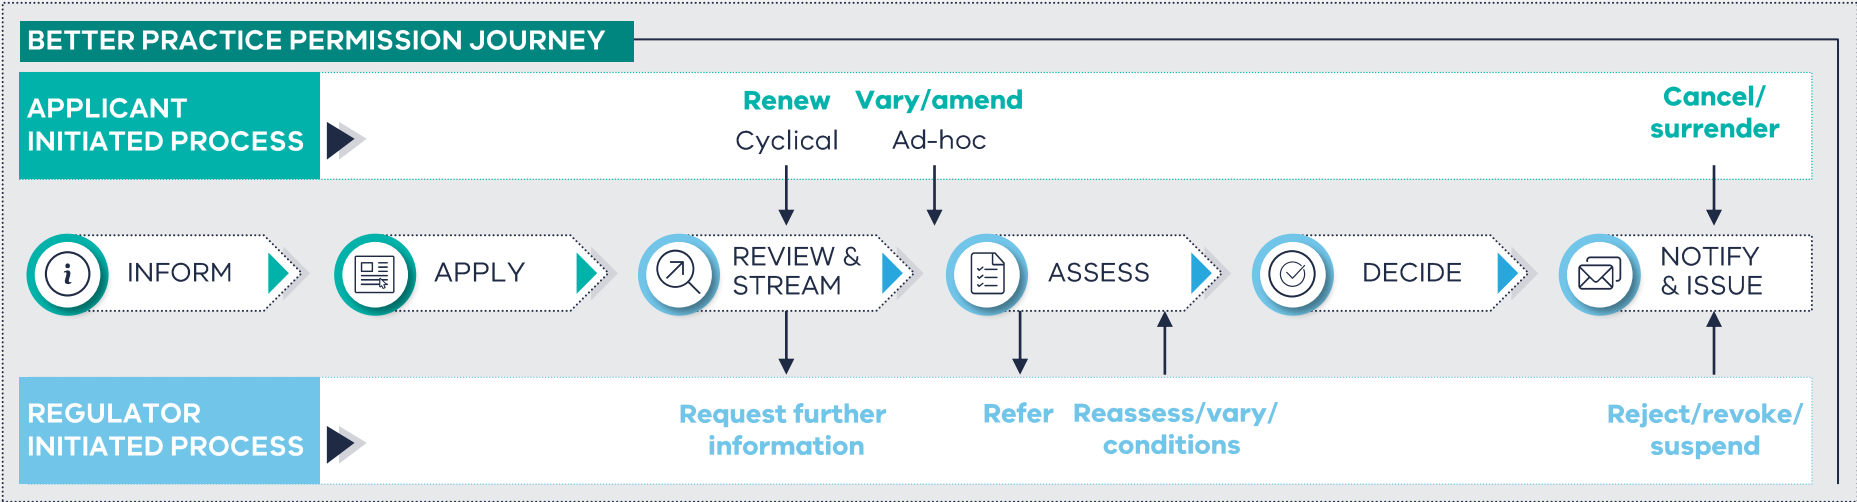 BETTER PRACTICE PERMISSION JOURNEY
APPLICANT
INITIATED PROCESS
Renew
Cyclical
Vary/amend
Ad-hoc
Cancel/
surrender
INFORM
APPLY
REVIEW &
STREAM
ASSESS
DECIDE
NOTIFY
& ISSUE
REGULATOR
INITIATED PROCESS
Request further
information
Refer
Reassess/vary/
conditions
Reject/revoke/
suspend